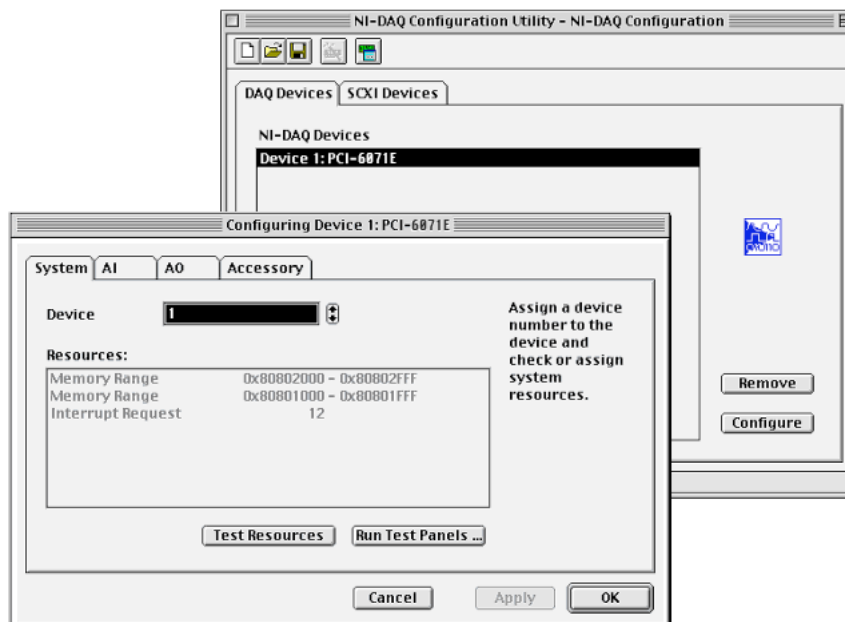 NI-DAQ Configuration Utility - NI-DAQ Configuration
DAQ Devices
SCXI Devices
NI-DAQ Devices
Device 1: PCI-6071E
Remove
Configure
Configuring Device 1: PCI-6071E
System
AI
AO
Accessory
Device
1
Assign a device
number to the
device and
check or assign
system
resources.
Resources:
Memory Range 0x80802000 - 0x80802FFF
Memory Range 0x80801000 - 0x80801FFF
Interrupt Request 12
Test Resources
Run Test Panels ...
Cancel
Apply
OK